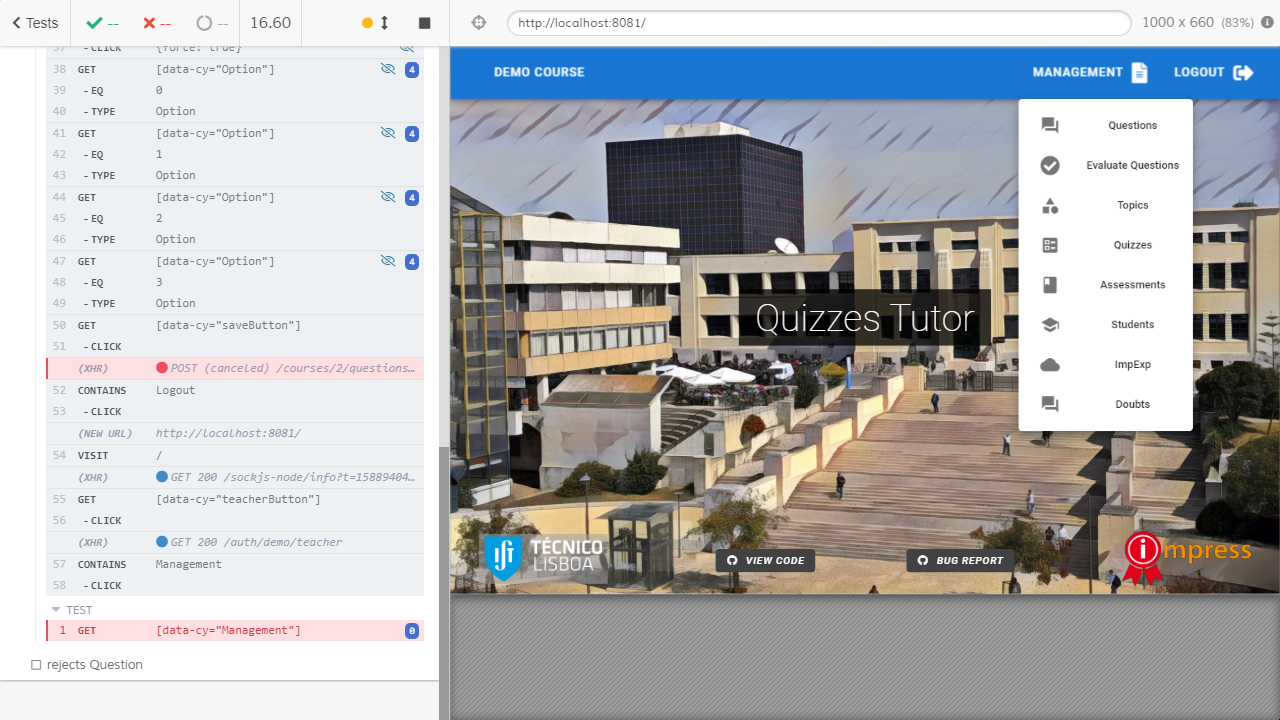 Tests
--
--
--
16.60
http://localhost:8081/
1000 x 660 (83%)
37 -CLICK {force: true}
38 GET [data-cy="Option"] 4
39 -EQ 0
40 -TYPE Option
41 GET [data-cy="Option"] 4
42 -EQ 1
43 -TYPE Option
44 GET [data-cy="Option"] 4
45 -EQ 2
46 -TYPE Option
47 GET [data-cy="Option"] 4
48 -EQ 3
49 -TYPE Option
50 GET [data-cy="saveButton"]
51 -CLICK
(XHR) POST (canceled) /courses/2/questions…
52 CONTAINS Logout
53 -CLICK
(NEW URL) http://localhost:8081/
54 VISIT /
(XHR) GET 200 /sockjs-node/info?t=15889404…
55 GET [data-cy="teacherButton"]
56 -CLICK
(XHR) GET 200 /auth/demo/teacher
57 CONTAINS Management
58 -CLICK
TEST
1 GET [data-cy="Management"] 0
rejects Question
DEMO COURSE
MANAGEMENT
LOGOUT
Questions
Evaluate Questions
Topics
Quizzes
Assessments
Students
ImpExp
Doubts
Quizzes Tutor
TÉCNICO
LISBOA
VIEW CODE
BUG REPORT
impress